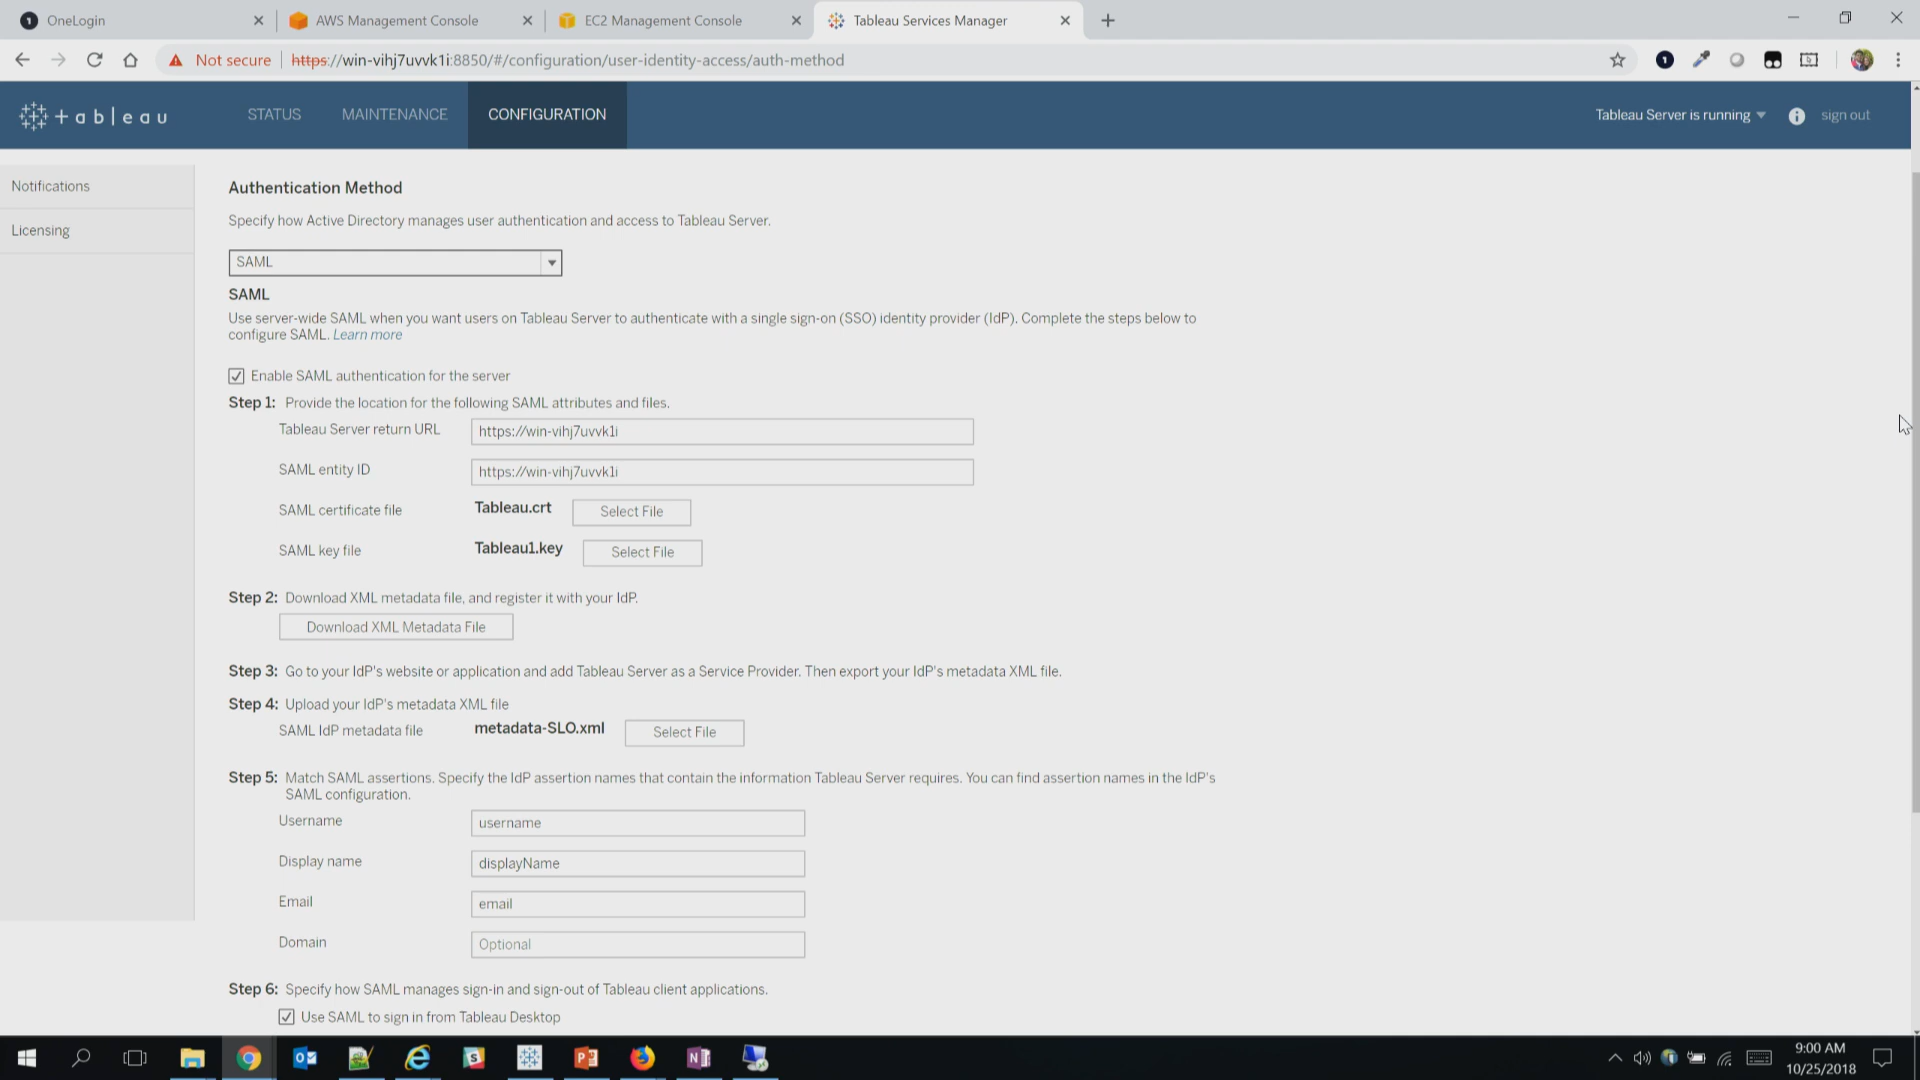 OneLogin
AWS Management Console
EC2 Management Console
Tableau Services Manager
Not secure
https://win-vihj7uvvk1i:8850/#/configuration/user-identity-access/auth-method
+ a b | e a u
STATUS
MAINTENANCE
CONFIGURATION
Tableau Server is running
sign out
Notifications
Licensing
Authentication Method
Specify how Active Directory manages user authentication and access to Tableau Server.
SAML
SAML
Use server-wide SAML when you want users on Tableau Server to authenticate with a single sign-on (SSO) identity provider (IdP). Complete the steps below to
configure SAML. Learn more
Enable SAML authentication for the server
Step 1: Provide the location for the following SAML attributes and files.
Tableau Server return URL
https://win-vihj7uvvk1i
SAML entity ID
https://win-vihj7uvvk1i
SAML certificate file
Tableau.crt
Select File
SAML key file
Tableau1.key
Select File
Step 2: Download XML metadata file, and register it with your IdP.
Download XML Metadata File
Step 3: Go to your IdP's website or application and add Tableau Server as a Service Provider. Then export your IdP's metadata XML file.
Step 4: Upload your IdP's metadata XML file
SAML IdP metadata file
metadata-SLO.xml
Select File
Step 5: Match SAML assertions. Specify the IdP assertion names that contain the information Tableau Server requires. You can find assertion names in the IdP's
SAML configuration.
Username
username
Display name
displayName
Email
email
Domain
Optional
Step 6: Specify how SAML manages sign-in and sign-out of Tableau client applications.
Use SAML to sign in from Tableau Desktop
9:00 AM
10/25/2018